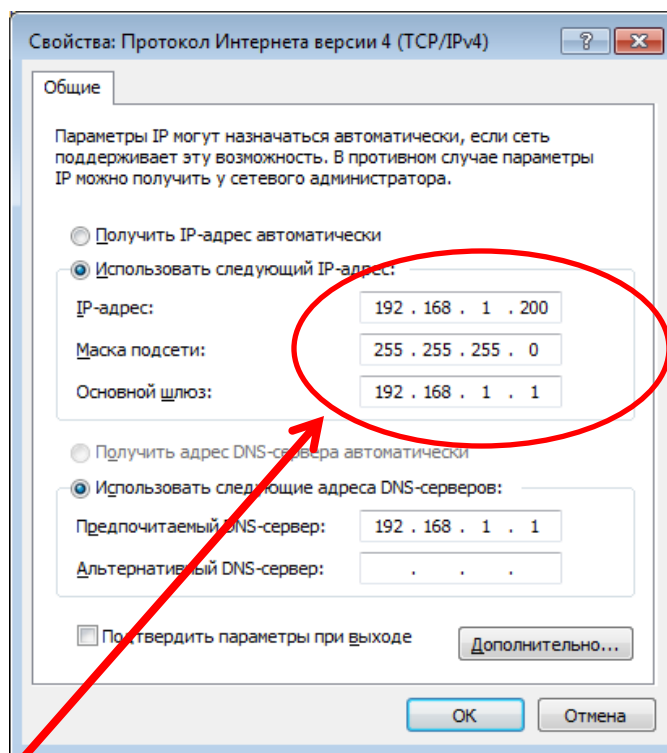 Свойства: Протокол Интернета версии 4 (TCP/IPv4)
Общие
Параметры IP могут назначаться автоматически, если сеть
поддерживает эту возможность. В противном случае параметры
IP можно получить у сетевого администратора.
Получить IP-адрес автоматически
Использовать следующий IP-адрес:
IP-адрес: 192 . 168 . 1 . 200
Маска подсети: 255 . 255 . 255 . 0
Основной шлюз: 192 . 168 . 1 . 1
Получить адрес DNS-сервера автоматически
Использовать следующие адреса DNS-серверов:
Предпочитаемый DNS-сервер: 192 . 168 . 1 . 1
Альтернативный DNS-сервер: . . .
Подтвердить параметры при выходе
Дополнительно...
ОК
Отмена